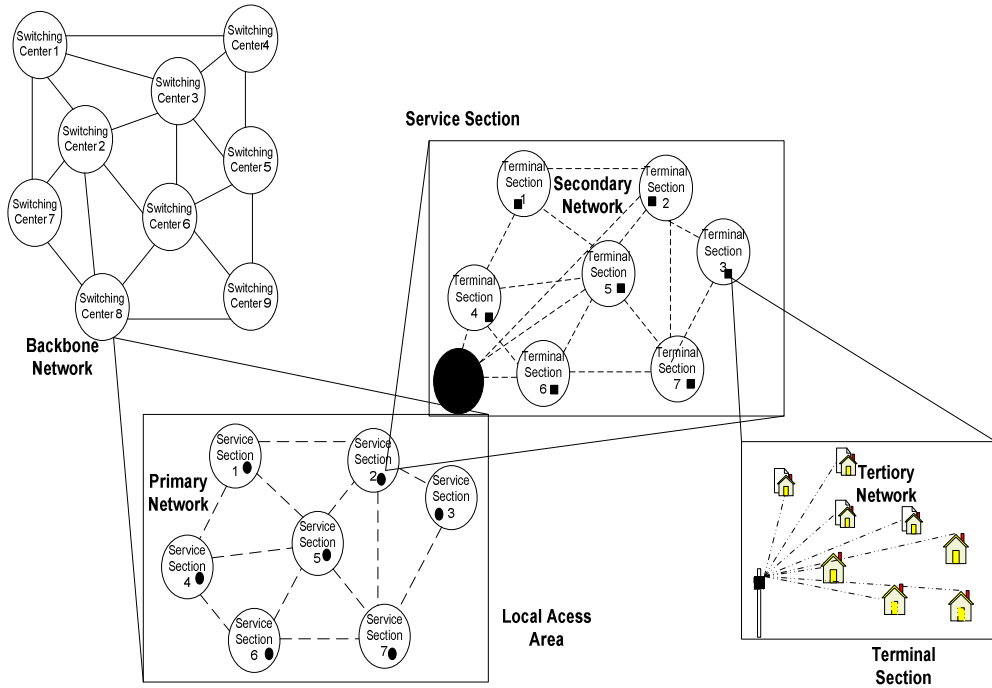 Switching
Center 1
Switching
Center4
Switching
Center 3
Switching
Center 2
Switching
Center 5
Switching
Center7
Switching
Center 6
Switching
Center 9
Switching
Center 8
Backbone
Network
Service Section
Terminal
Section
1
Secondary
Network
Terminal
Section
2
Terminal
Section
3
Terminal
Section
5
Terminal
Section
4
Terminal
Section
6
Terminal
Section
7
Service
Section
1
Service
Section
2
Primary
Network
Service
Section
3
Service
Section
5
Service
Section
4
Service
Section
6
Service
Section
7
Local Acess
Area
Tertiory
Network
Terminal
Section